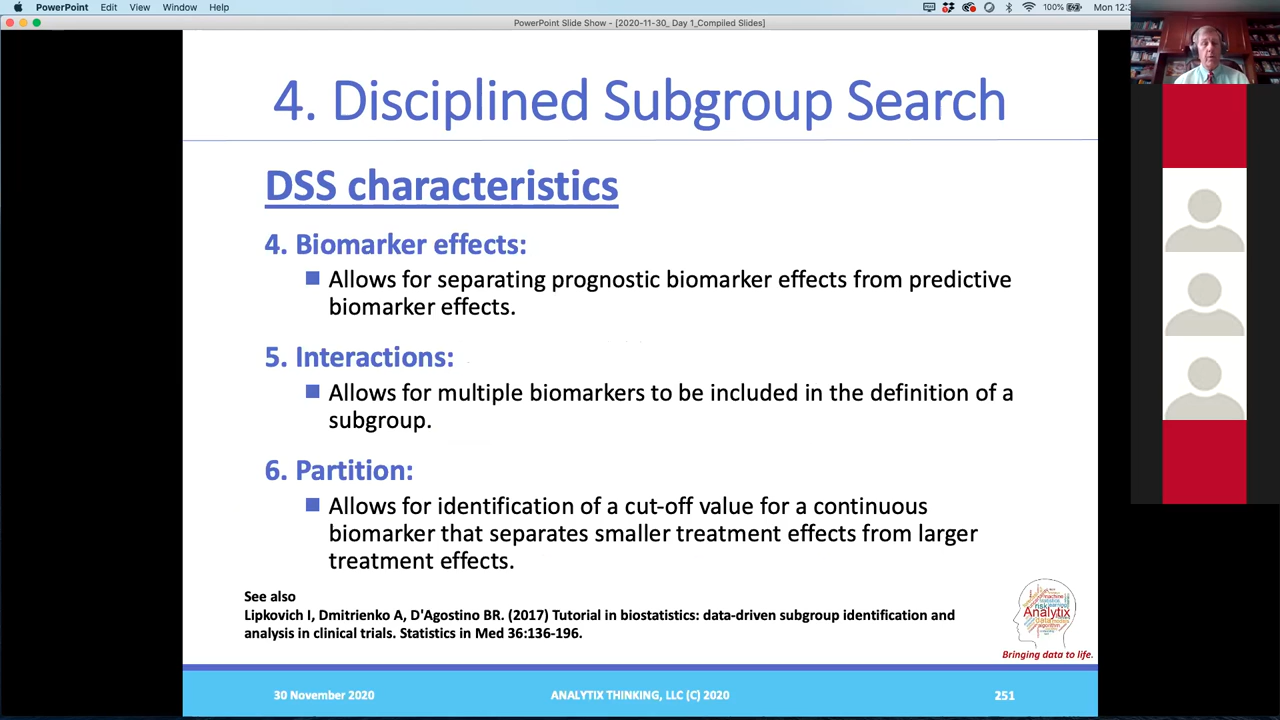 PowerPoint Edit View Window Help
100% Mon 12:3
PowerPoint Slide Show - [2020-11-30_ Day 1_Compiled Slides]
4. Disciplined Subgroup Search
DSS characteristics
4. Biomarker effects:
Allows for separating prognostic biomarker effects from predictive
biomarker effects.
5. Interactions:
Allows for multiple biomarkers to be included in the definition of a
subgroup.
6. Partition:
Allows for identification of a cut-off value for a continuous
biomarker that separates smaller treatment effects from larger
treatment effects.
See also
Lipkovich I, Dmitrienko A, D'Agostino BR. (2017) Tutorial in biostatistics: data-driven subgroup identification and
analysis in clinical trials. Statistics in Med 36:136-196.
Analytix
Bringing data to life.
30 November 2020
ANALYTIX THINKING, LLC (C) 2020
251